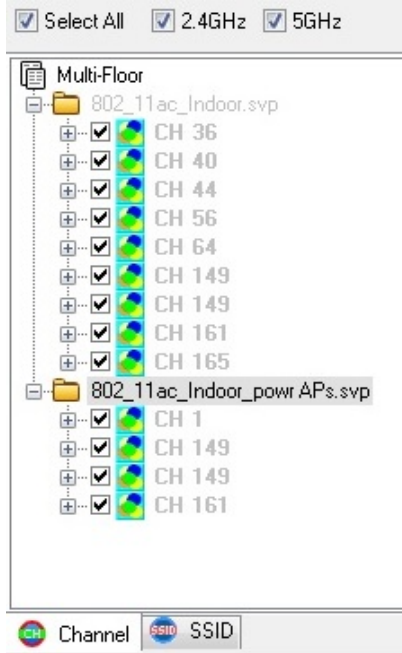 Select All 2.4GHz 5GHz
Multi-Floor
802_11ac_Indoor.svp
CH 36
CH 40
CH 44
CH 56
CH 64
CH 149
CH 149
CH 161
CH 165
802_11ac_Indoor_powr APs.svp
CH 1
CH 149
CH 149
CH 161
CH Channel SSID SSID